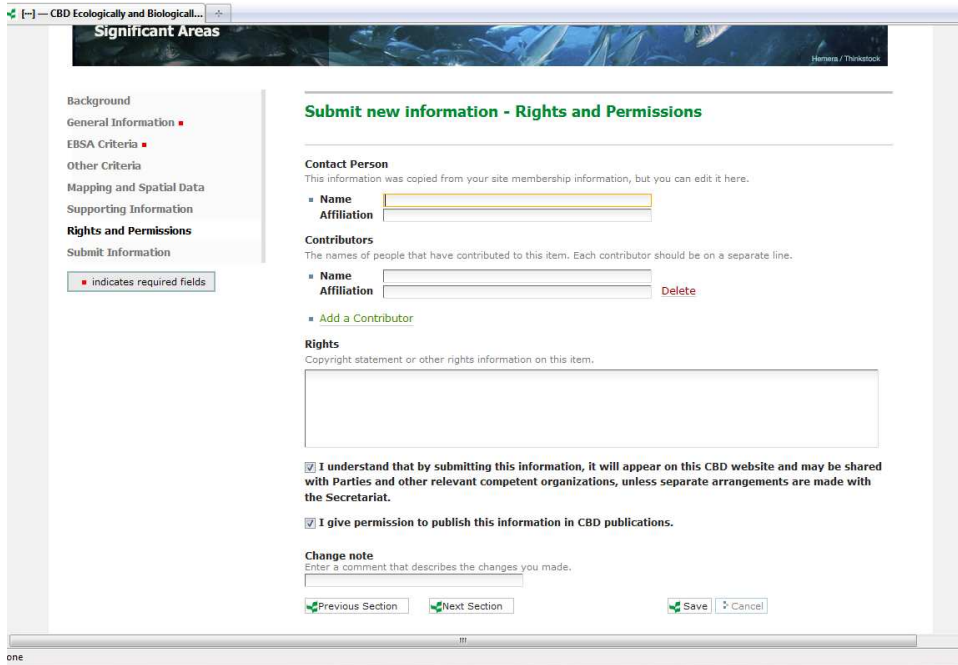 [---] — CBD Ecologically and Biologicall...
Significant Areas
Hemera / Thinkstock
Background
General Information
EBSA Criteria
Other Criteria
Mapping and Spatial Data
Supporting Information
Rights and Permissions
Submit Information
indicates required fields
Submit new information - Rights and Permissions
Contact Person
This information was copied from your site membership information, but you can edit it here.
Name
Affiliation
Contributors
The names of people that have contributed to this item. Each contributor should be on a separate line.
Name
Affiliation Delete
Add a Contributor
Rights
Copyright statement or other rights information on this item.
I understand that by submitting this information, it will appear on this CBD website and may be shared
with Parties and other relevant competent organizations, unless separate arrangements are made with
the Secretariat.
I give permission to publish this information in CBD publications.
Change note
Enter a comment that describes the changes you made.
Previous Section Next Section Save Cancel
one